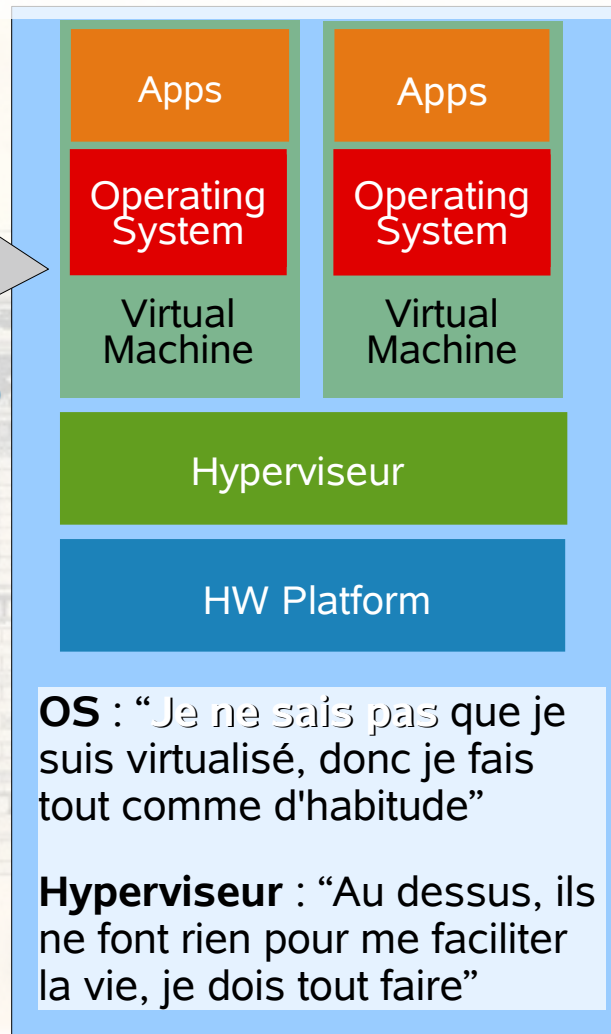 Apps
Apps
Operating
System
Operating
System
Virtual
Machine
Virtual
Machine
Hyperviseur
HW Platform
OS : “Je ne sais pas que je
suis virtualisé, donc je fais
tout comme d'habitude”
Hyperviseur : “Au dessus, ils
ne font rien pour me faciliter
la vie, je dois tout faire”